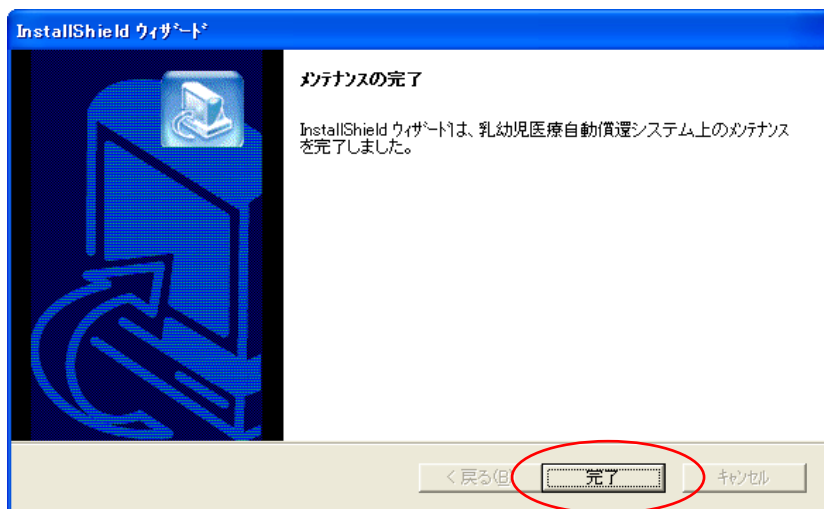 InstallShield ｳｨｻﾞｰﾄﾞ
ﾒﾝﾃﾅﾝｽの完了
InstallShield ｳｨｻﾞｰﾄﾞは、乳幼児医療自動償還システム上のﾒﾝﾃﾅﾝｽ
を完了しました。
< 戻る(B)
完了
ｷｬﾝｾﾙ